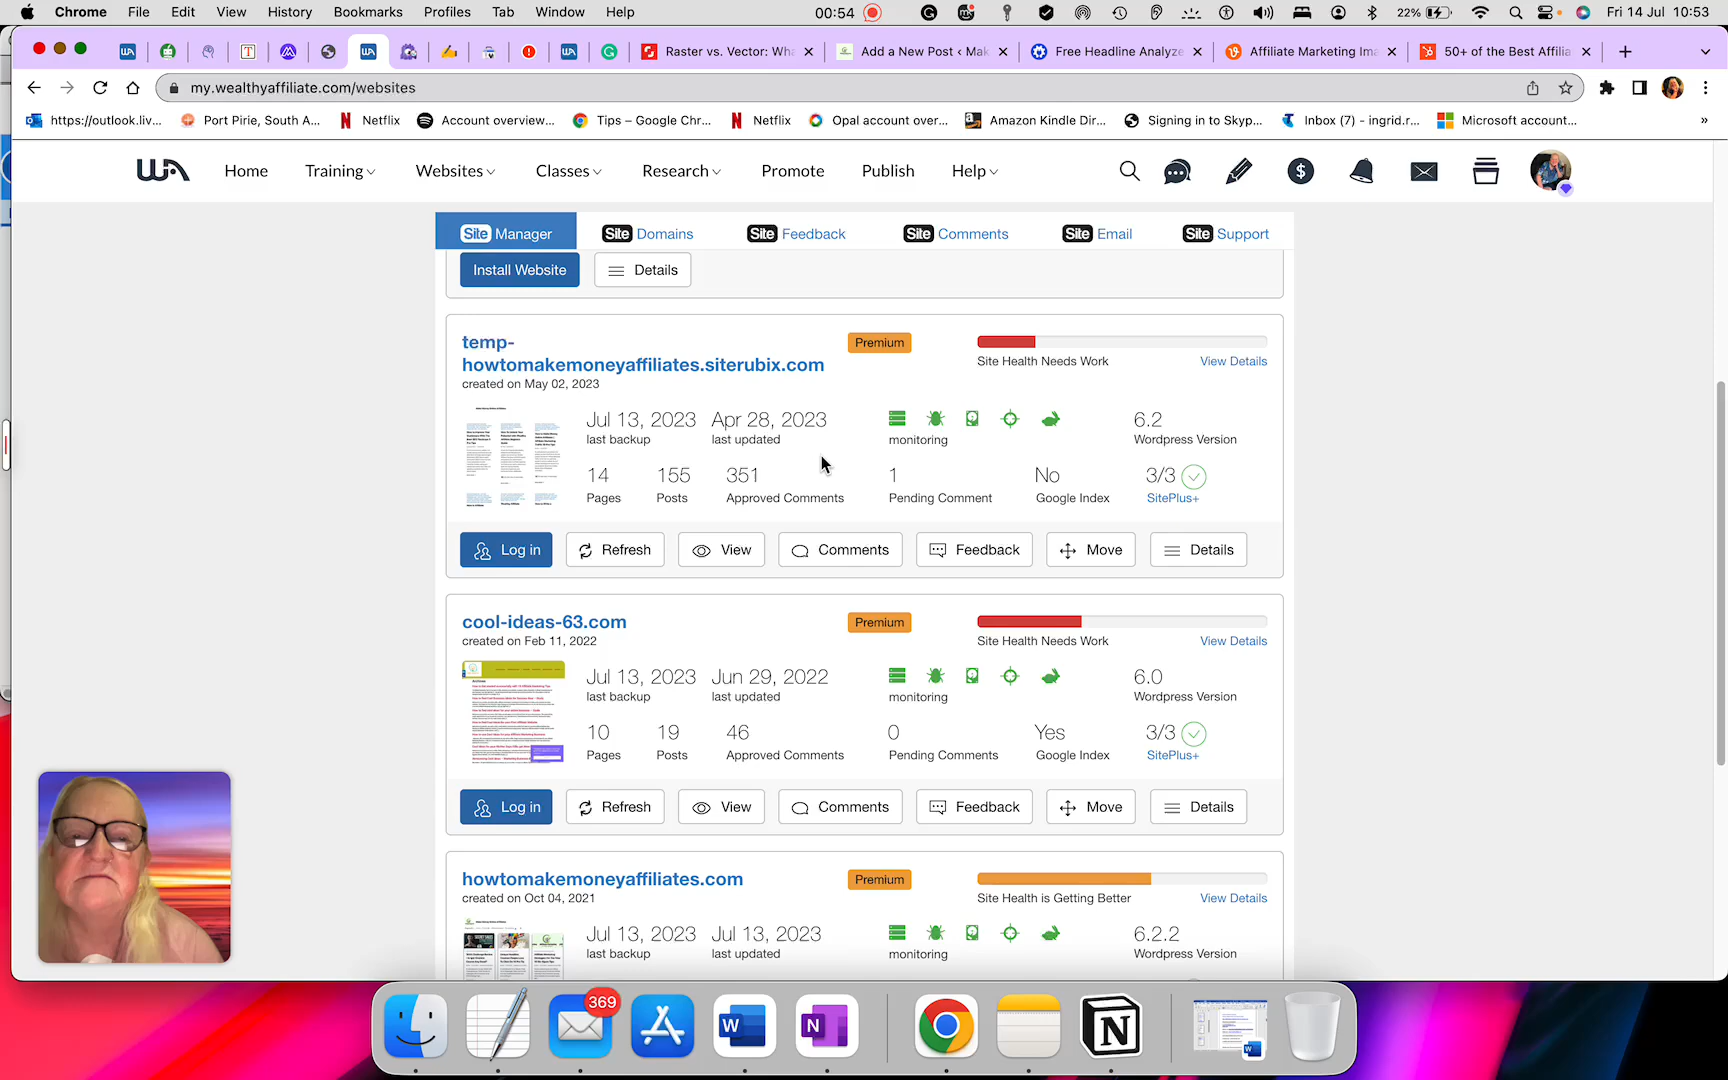 Chrome File Edit View History Bookmarks Profiles Tab Window Help 00:54 22% Fri 14 Jul 10:53
Raster vs. Vector: Wh Add a New Post ‹ Mak Free Headline Analyze Affiliate Marketing Im 50+ of the Best Affilia
my.wealthyaffiliate.com/websites
https://outlook.liv... Port Pirie, South A... Netflix Account overview... Tips – Google Chr... Netflix Opal account over... Amazon Kindle Dir... Signing in to Skyp... Inbox (7) - ingrid.r... Microsoft account... »
WA Home Training Websites Classes Research Promote Publish Help
Site Manager Site Domains Site Feedback Site Comments Site Email Site Support
Install Website Details
temp-
howtomakemoneyaffiliates.siterubix.com
created on May 02, 2023
Premium
Site Health Needs Work View Details
Jul 13, 2023 Apr 28, 2023 6.2
last backup last updated monitoring Wordpress Version
14 155 351 1 No 3/3
Pages Posts Approved Comments Pending Comment Google Index SitePlus+
Log in Refresh View Comments Feedback Move Details
cool-ideas-63.com Premium
created on Feb 11, 2022 Site Health Needs Work View Details
Jul 13, 2023 Jun 29, 2022 6.0
last backup last updated monitoring Wordpress Version
10 19 46 0 Yes 3/3
Pages Posts Approved Comments Pending Comments Google Index SitePlus+
Log in Refresh View Comments Feedback Move Details
howtomakemoneyaffiliates.com Premium
created on Oct 04, 2021 Site Health is Getting Better View Details
Jul 13, 2023 Jul 13, 2023 6.2.2
last backup last updated monitoring Wordpress Version
369